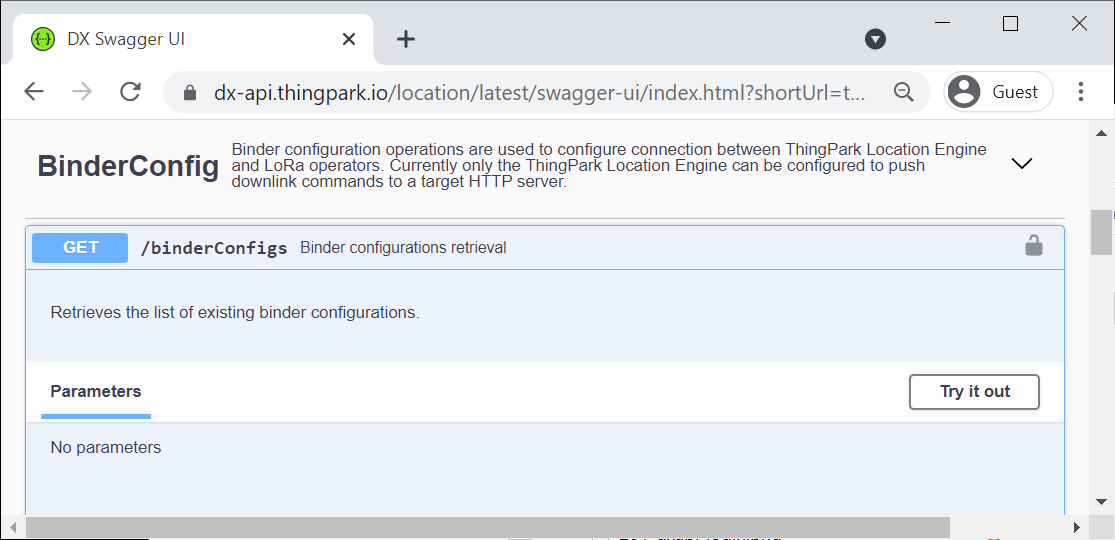 DX Swagger UI
dx-api.thingpark.io/location/latest/swagger-ui/index.html?shortUrl=t...
Guest
BinderConfig
Binder configuration operations are used to configure connection between ThingPark Location Engine
and LoRa operators. Currently only the ThingPark Location Engine can be configured to push
downlink commands to a target HTTP server.
GET /binderConfigs Binder configurations retrieval
Retrieves the list of existing binder configurations.
Parameters
Try it out
No parameters